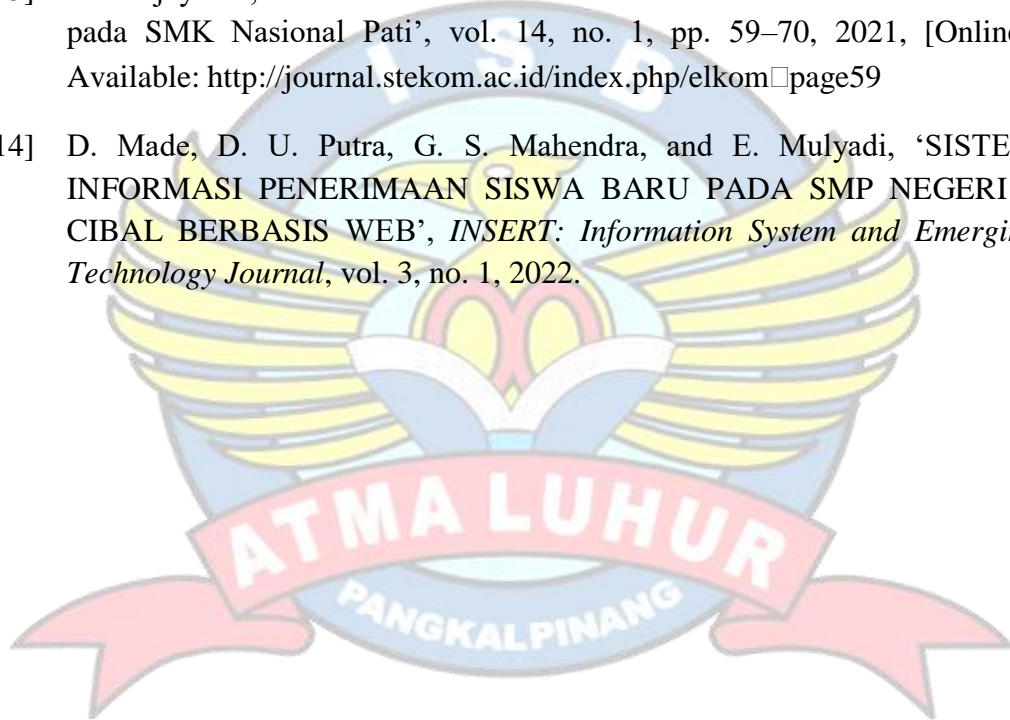 pada SMK Nasional Pati’, vol. 14, no. 1, pp. 59–70, 2021, [Online
Available: http://journal.stekom.ac.id/index.php/elkom□page59
14] D. Made, D. U. Putra, G. S. Mahendra, and E. Mulyadi, ‘SISTE
INFORMASI PENERIMAAN SISWA BARU PADA SMP NEGERI
CIBAL BERBASIS WEB’, INSERT: Information System and Emergin
Technology Journal, vol. 3, no. 1, 2022.
I S B
ATMA LUHUR
PANGKALPINANG